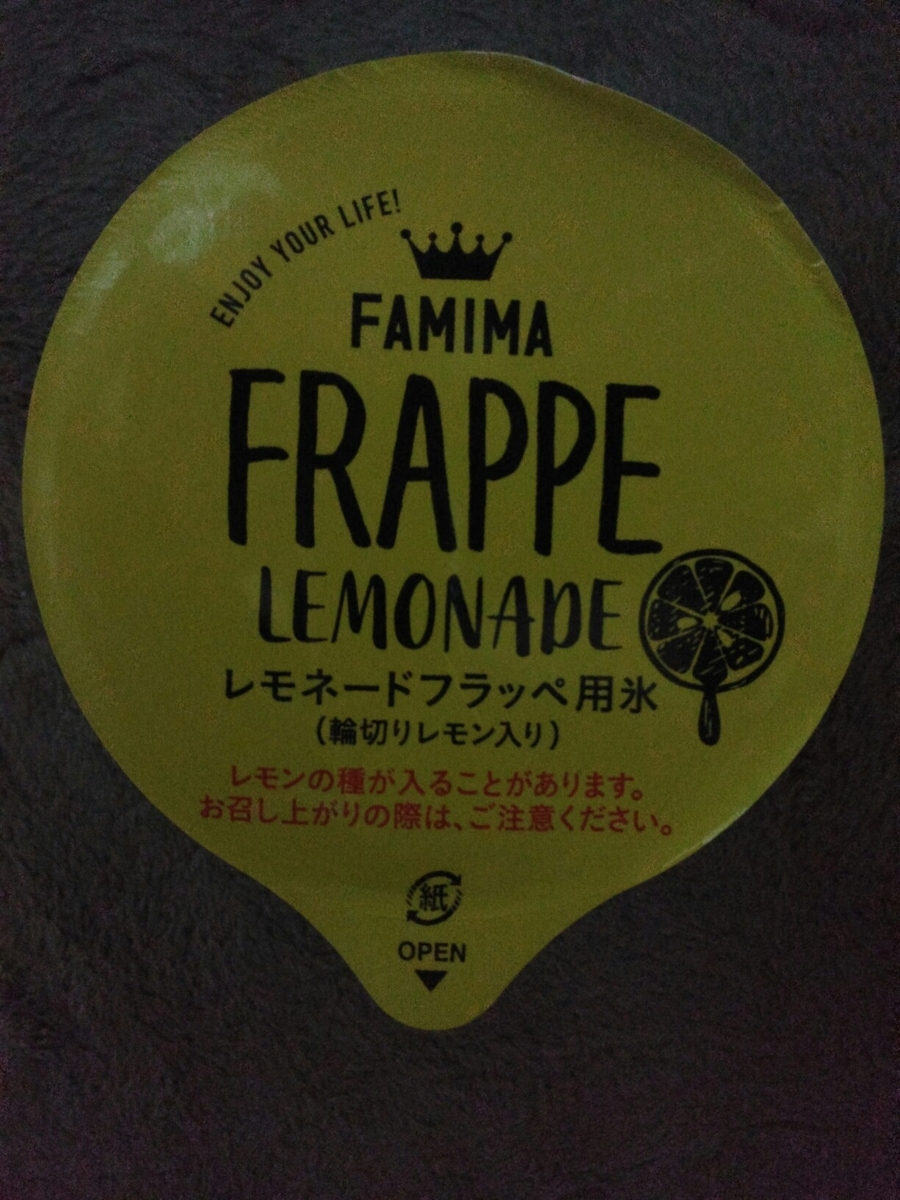 ENJOY YOUR LIFE!
FAMIMA
FRAPPE
LEMONADE
レモネードフラッペ用氷
(輪切りレモン入り)
レモンの種が入ることがあります。
お召し上がりの際は、ご注意ください。
紙
OPEN